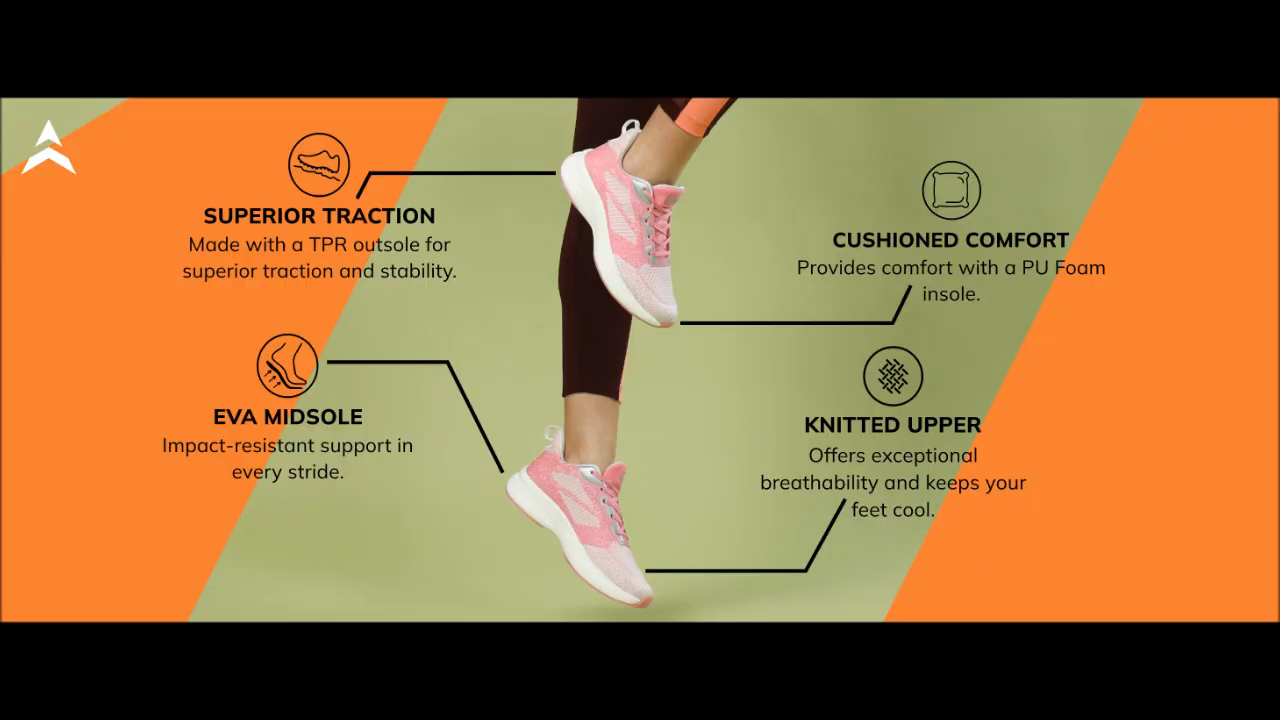 SUPERIOR TRACTION
Made with a TPR outsole for
superior traction and stability.
EVA MIDSOLE
Impact-resistant support in
every stride.
CUSHIONED COMFORT
Provides comfort with a PU Foam
insole.
KNITTED UPPER
Offers exceptional
breathability and keeps your
feet cool.